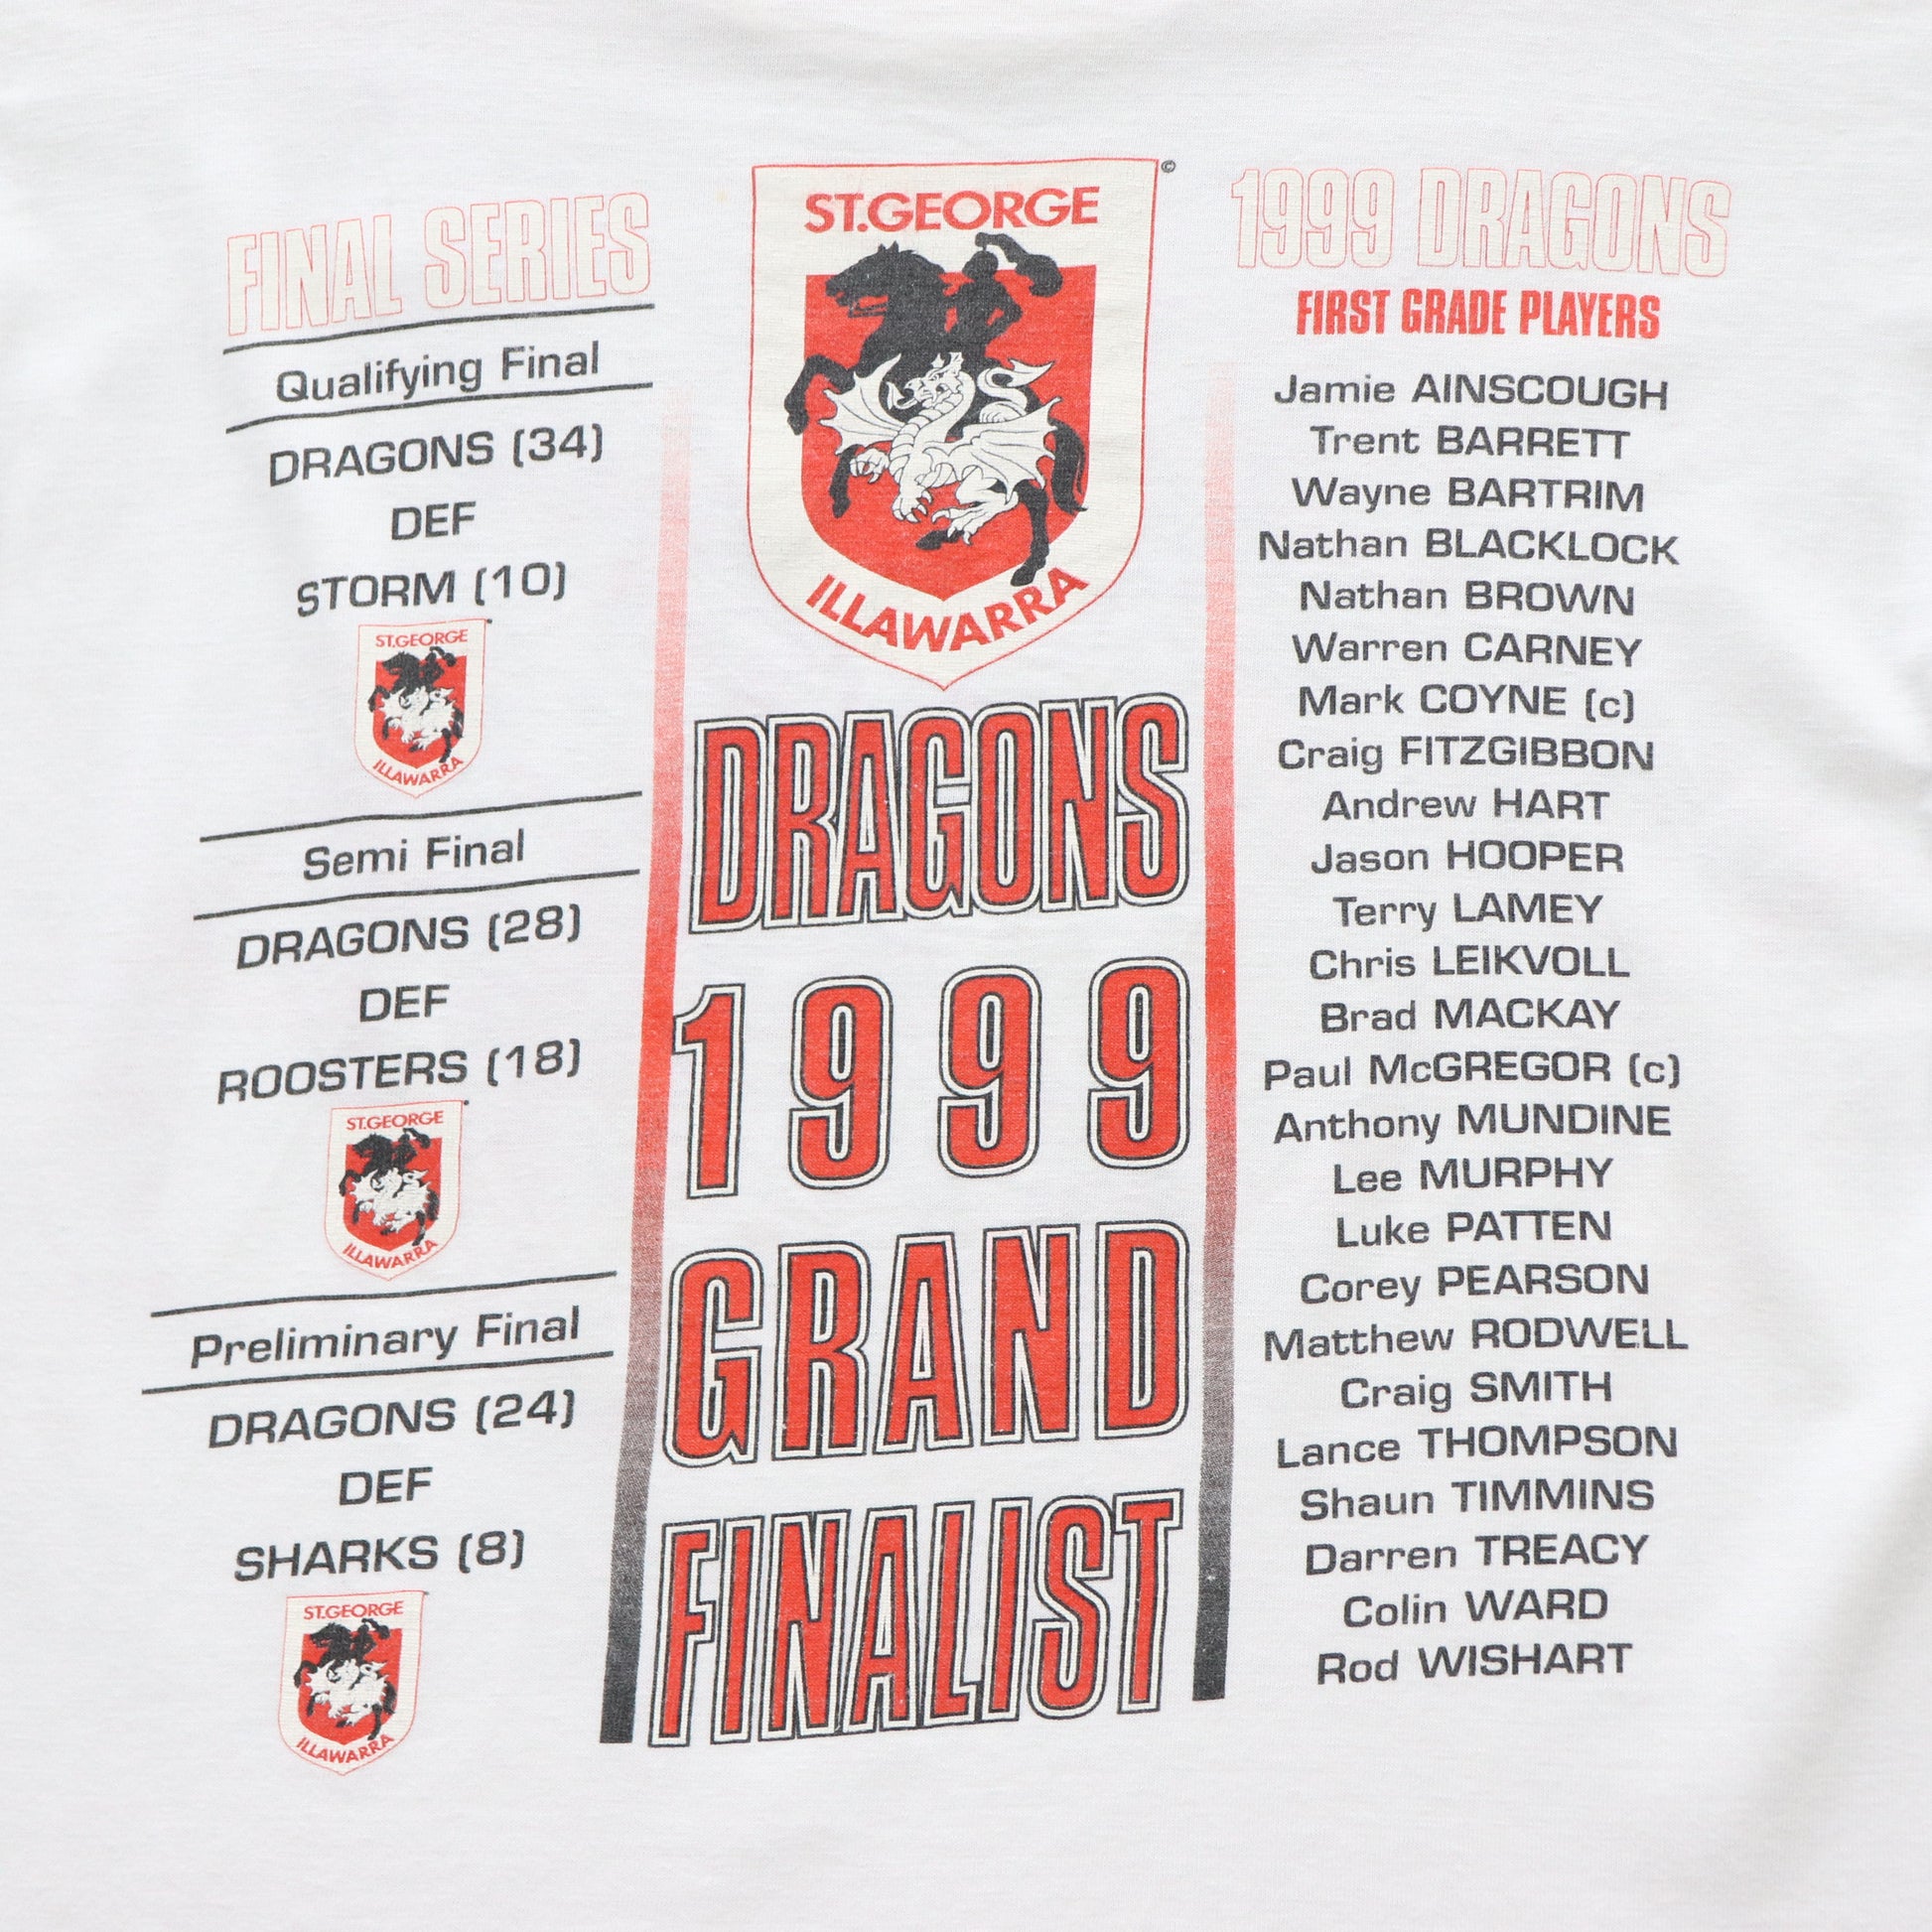 FINAL SERIES
Qualifying Final
DRAGONS (34)
DEF
STORM (10)
ST.GEORGE
ILLAWARRA
Semi Final
DRAGONS (28)
DEF
ROOSTERS (18)
ST.GEORGE
ILLAWARRA
Preliminary Final
DRAGONS (24)
DEF
SHARKS (8)
ST.GEORGE
ILLAWARRA
©
ST.GEORGE
ILLAWARRA
DRAGONS
1999
GRAND
FINALIST
1999 DRAGONS
FIRST GRADE PLAYERS
Jamie AINSCOUGH
Trent BARRETT
Wayne BARTRIM
Nathan BLACKLOCK
Nathan BROWN
Warren CARNEY
Mark COYNE (c)
Craig FITZGIBBON
Andrew HART
Jason HOOPER
Terry LAMEY
Chris LEIKVOLL
Brad MACKAY
Paul McGREGOR (c)
Anthony MUNDINE
Lee MURPHY
Luke PATTEN
Corey PEARSON
Matthew RODWELL
Craig SMITH
Lance THOMPSON
Shaun TIMMINS
Darren TREACY
Colin WARD
Rod WISHART